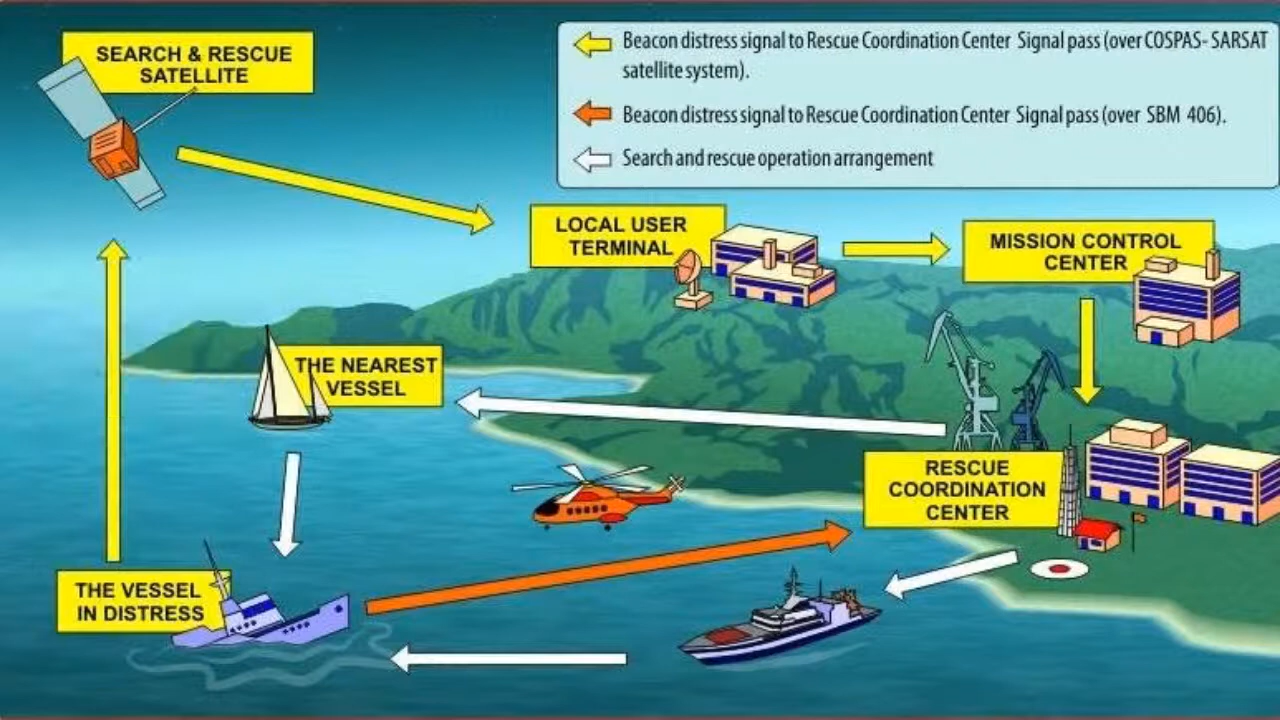 SEARCH & RESCUE
SATELLITE
Beacon distress signal to Rescue Coordination Center Signal pass (over COSPAS- SARSAT
satellite system).
Beacon distress signal to Rescue Coordination Center Signal pass (over SBM 406).
Search and rescue operation arrangement
LOCAL USER
TERMINAL
MISSION CONTROL
CENTER
THE NEAREST
VESSEL
RESCUE
COORDINATION
CENTER
THE VESSEL
IN DISTRESS